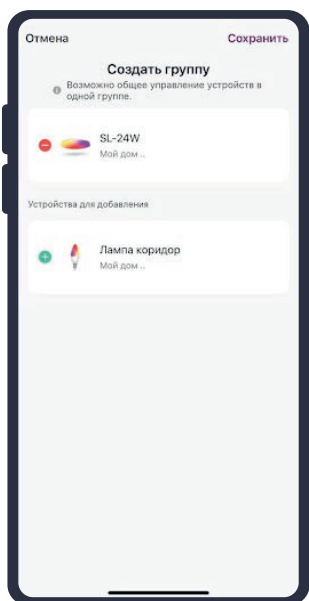 Отмена
Сохранить
Создать группу
Возможно общее управление устройств в
одной группе.
SL-24W
Мой дом ..
Устройства для добавления
Лампа коридор
Мой дом ..